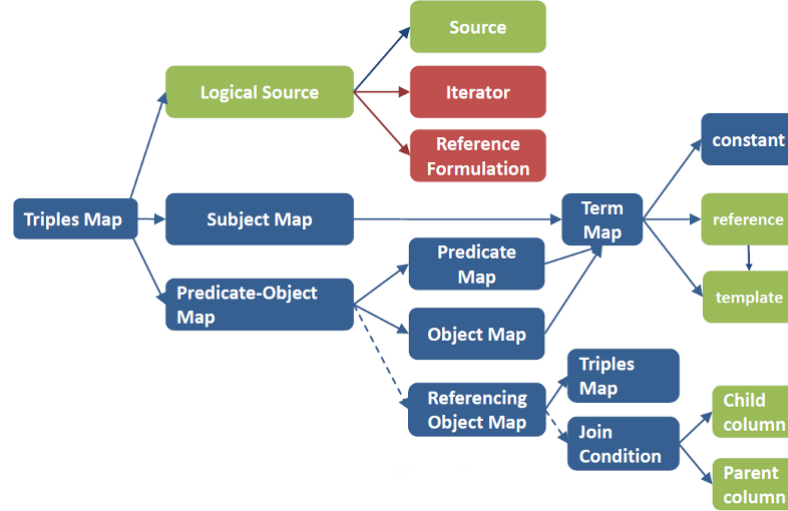 Source
Logical Source
Iterator
Reference
Formulation
constant
Triples Map
Subject Map
Term
Map
reference
Predicate
Map
Predicate-Object
Map
template
Object Map
Triples
Map
Referencing
Object Map
Child
column
Join
Condition
Parent
column